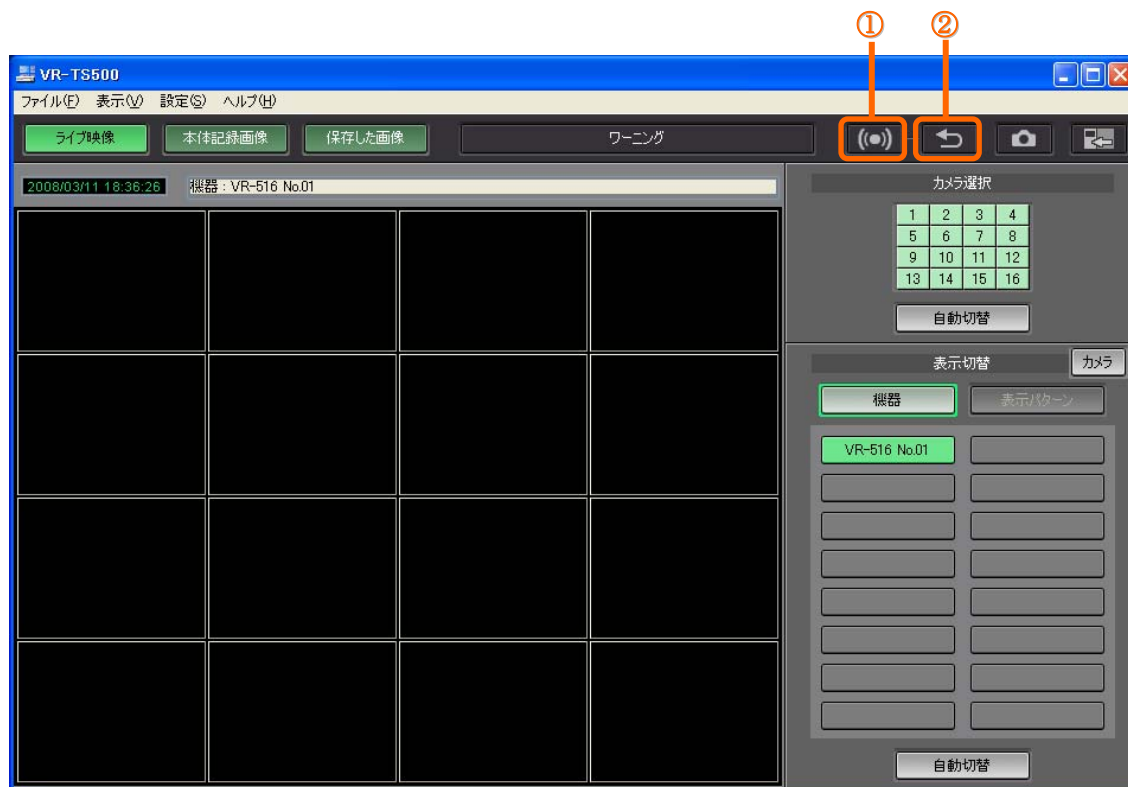 ① ②
VR-TS500
ファイル(F) 表示(V) 設定(S) ヘルプ(H)
ライブ映像 本体記録画像 保存した画像 ワーニング
2008/03/11 18:36:26 機器 : VR-516 No.01
カメラ選択
1 2 3 4
5 6 7 8
9 10 11 12
13 14 15 16
自動切替
表示切替 カメラ
機器 表示パターン
VR-516 No.01
自動切替